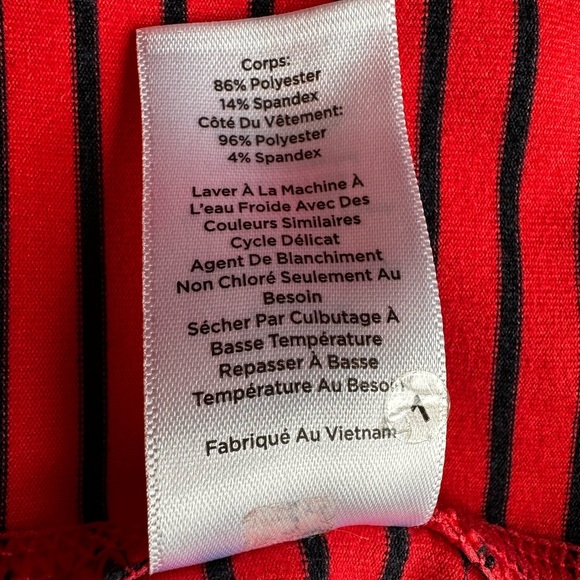 Corps:
86% Polyester
14% Spandex
Côté Du Vêtement:
96% Polyester
4% Spandex
Laver À La Machine À
L'eau Froide Avec Des
Couleurs Similaires
Cycle Délicat
Agent De Blanchiment
Non Chloré Seulement Au
Besoin
Sécher Par Culbutage À
Basse Température
Repasser À Basse
Température Au Besoin
Fabriqué Au Vietnam